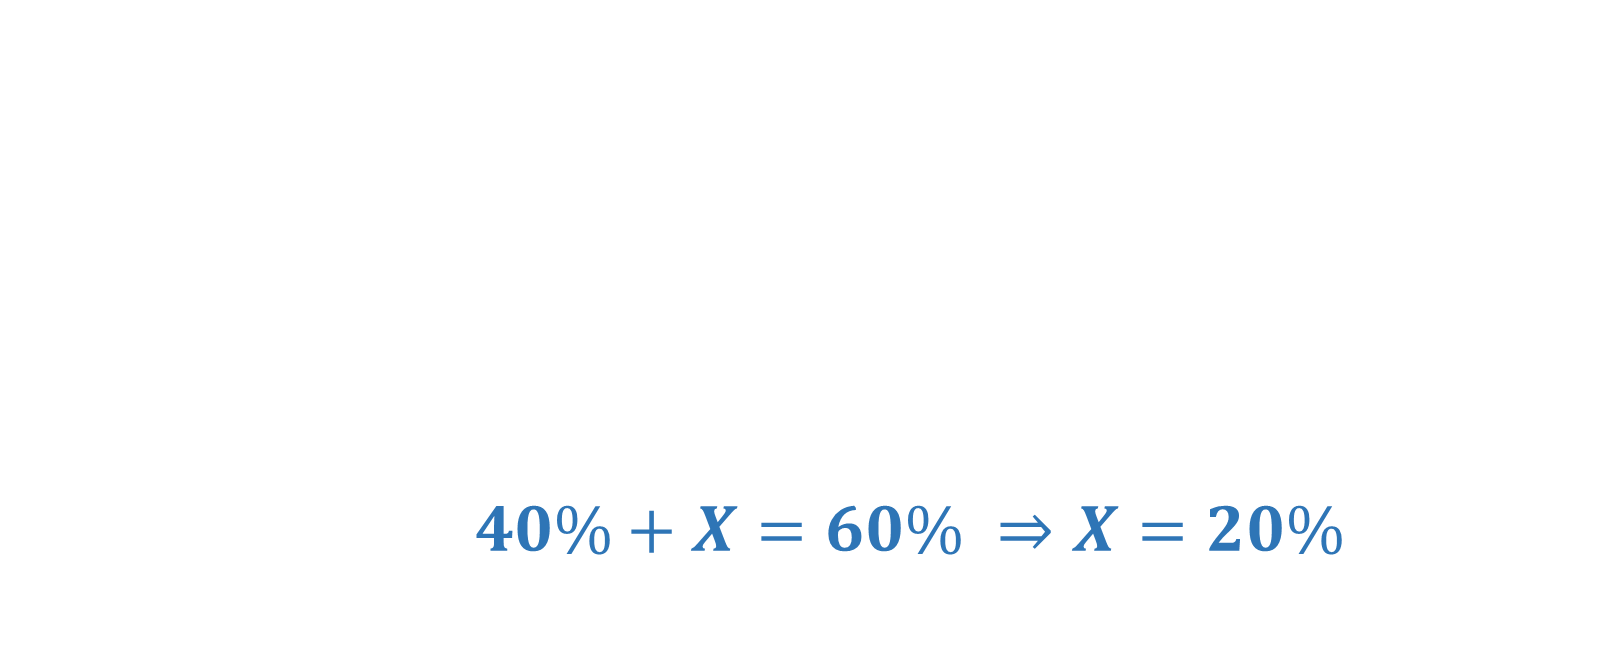 40% + X = 60% ⇒ X = 20%